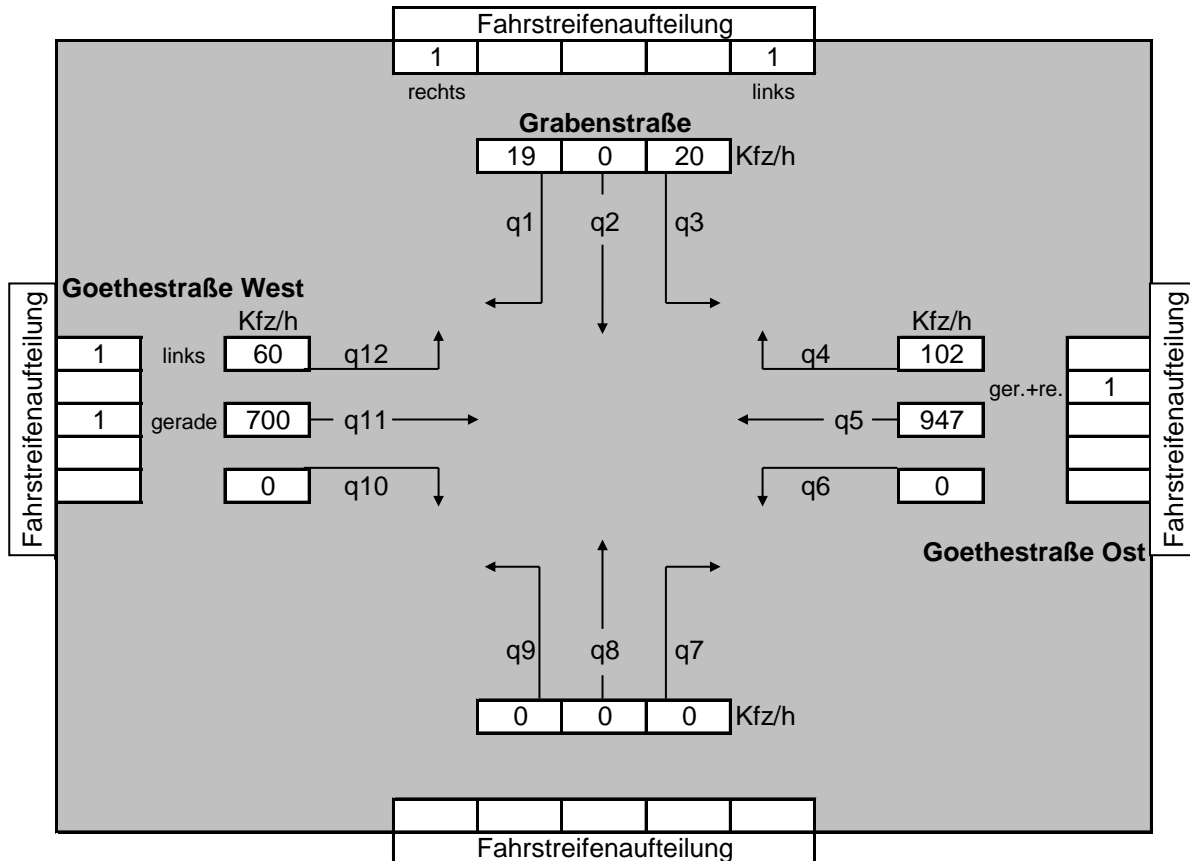 Fahrstreifenaufteilung
1 1
rechts links
Grabenstraße
19 0 20 Kfz/h
q1 q2 q3
Fahrstreifenaufteilung
Goethestraße West
Kfz/h
1 links 60 q12
1 gerade 700 q11
0 q10
Kfz/h
q4 102
ger.+re. 1
q5 947
q6 0
Fahrstreifenaufteilung
Goethestraße Ost
q9 q8 q7
0 0 0 Kfz/h
Fahrstreifenaufteilung